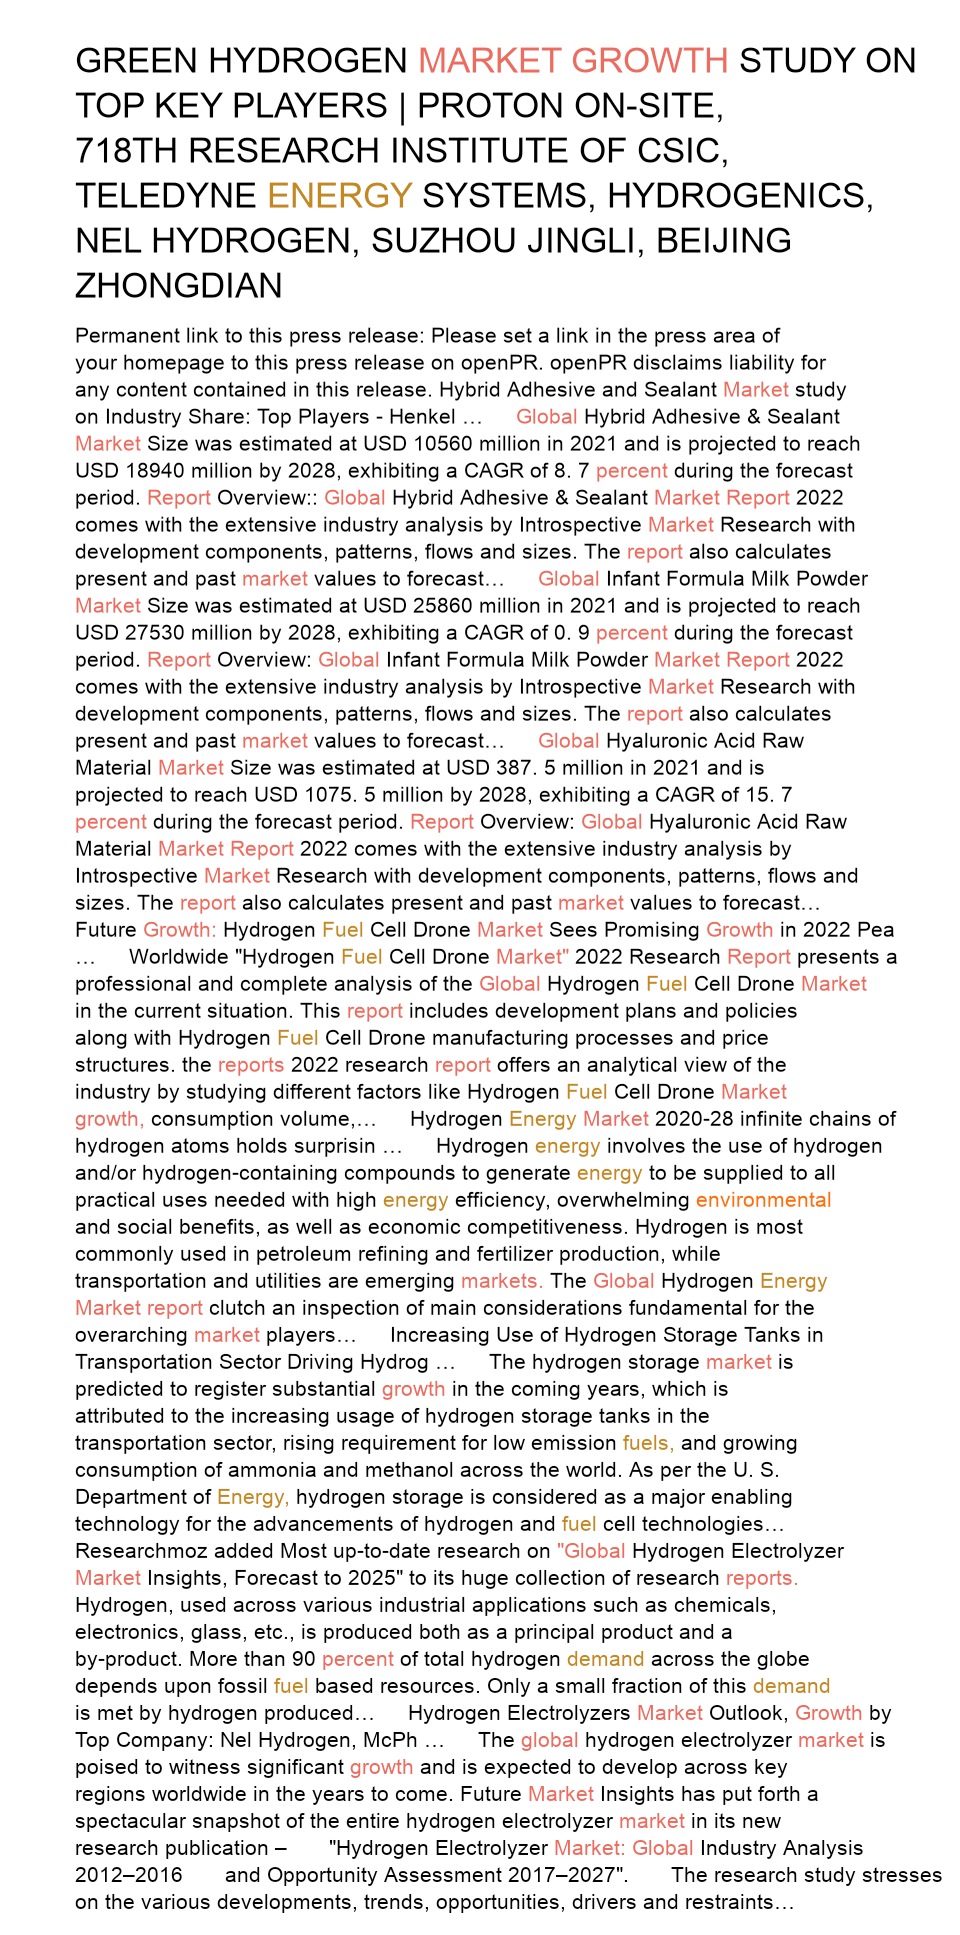 GREEN HYDROGEN MARKET GROWTH STUDY ON
TOP KEY PLAYERS | PROTON ON-SITE,
718TH RESEARCH INSTITUTE OF CSIC,
TELEDYNE ENERGY SYSTEMS, HYDROGENICS,
NEL HYDROGEN, SUZHOU JINGLI, BEIJING
ZHONGDIAN
Permanent link to this press release: Please set a link in the press area of
your homepage to this press release on openPR. openPR disclaims liability for
any content contained in this release. Hybrid Adhesive and Sealant Market study
on Industry Share: Top Players - Henkel … Global Hybrid Adhesive & Sealant
Market Size was estimated at USD 10560 million in 2021 and is projected to reach
USD 18940 million by 2028, exhibiting a CAGR of 8. 7 percent during the forecast
period. Report Overview:: Global Hybrid Adhesive & Sealant Market Report 2022
comes with the extensive industry analysis by Introspective Market Research with
development components, patterns, flows and sizes. The report also calculates
present and past market values to forecast… Global Infant Formula Milk Powder
Market Size was estimated at USD 25860 million in 2021 and is projected to reach
USD 27530 million by 2028, exhibiting a CAGR of 0. 9 percent during the forecast
period. Report Overview: Global Infant Formula Milk Powder Market Report 2022
comes with the extensive industry analysis by Introspective Market Research with
development components, patterns, flows and sizes. The report also calculates
present and past market values to forecast… Global Hyaluronic Acid Raw
Material Market Size was estimated at USD 387. 5 million in 2021 and is
projected to reach USD 1075. 5 million by 2028, exhibiting a CAGR of 15. 7
percent during the forecast period. Report Overview: Global Hyaluronic Acid Raw
Material Market Report 2022 comes with the extensive industry analysis by
Introspective Market Research with development components, patterns, flows and
sizes. The report also calculates present and past market values to forecast…
Future Growth: Hydrogen Fuel Cell Drone Market Sees Promising Growth in 2022 Pea
… Worldwide "Hydrogen Fuel Cell Drone Market" 2022 Research Report presents a
professional and complete analysis of the Global Hydrogen Fuel Cell Drone Market
in the current situation. This report includes development plans and policies
along with Hydrogen Fuel Cell Drone manufacturing processes and price
structures. the reports 2022 research report offers an analytical view of the
industry by studying different factors like Hydrogen Fuel Cell Drone Market
growth, consumption volume,… Hydrogen Energy Market 2020-28 infinite chains of
hydrogen atoms holds surprisin … Hydrogen energy involves the use of hydrogen
and/or hydrogen-containing compounds to generate energy to be supplied to all
practical uses needed with high energy efficiency, overwhelming environmental
and social benefits, as well as economic competitiveness. Hydrogen is most
commonly used in petroleum refining and fertilizer production, while
transportation and utilities are emerging markets. The Global Hydrogen Energy
Market report clutch an inspection of main considerations fundamental for the
overarching market players… Increasing Use of Hydrogen Storage Tanks in
Transportation Sector Driving Hydrog … The hydrogen storage market is
predicted to register substantial growth in the coming years, which is
attributed to the increasing usage of hydrogen storage tanks in the
transportation sector, rising requirement for low emission fuels, and growing
consumption of ammonia and methanol across the world. As per the U. S.
Department of Energy, hydrogen storage is considered as a major enabling
technology for the advancements of hydrogen and fuel cell technologies…
Researchmoz added Most up-to-date research on "Global Hydrogen Electrolyzer
Market Insights, Forecast to 2025" to its huge collection of research reports.
Hydrogen, used across various industrial applications such as chemicals,
electronics, glass, etc., is produced both as a principal product and a
by-product. More than 90 percent of total hydrogen demand across the globe
depends upon fossil fuel based resources. Only a small fraction of this demand
is met by hydrogen produced… Hydrogen Electrolyzers Market Outlook, Growth by
Top Company: Nel Hydrogen, McPh … The global hydrogen electrolyzer market is
poised to witness significant growth and is expected to develop across key
regions worldwide in the years to come. Future Market Insights has put forth a
spectacular snapshot of the entire hydrogen electrolyzer market in its new
research publication – "Hydrogen Electrolyzer Market: Global Industry Analysis
2012–2016 and Opportunity Assessment 2017–2027". The research study stresses
on the various developments, trends, opportunities, drivers and restraints…